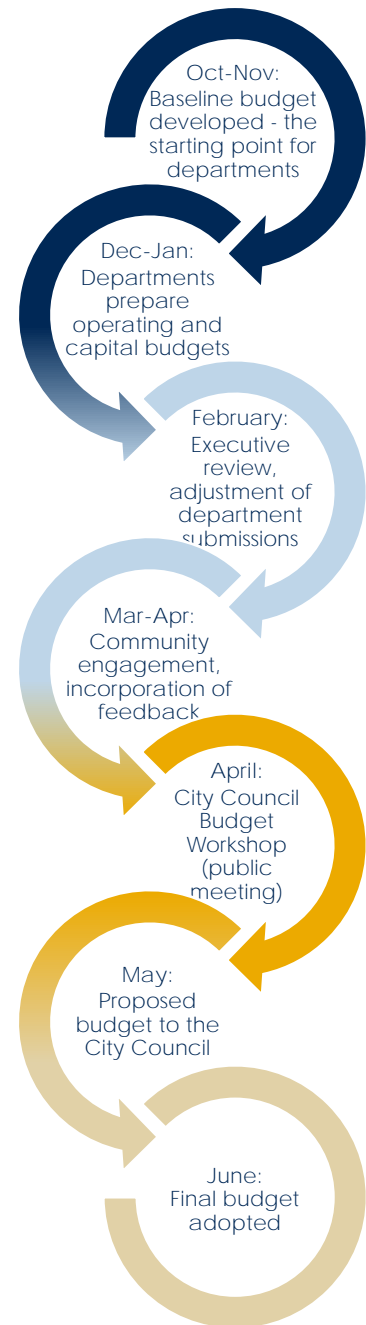 Oct-Nov:
Baseline budget
developed - the
starting point for
departments
Dec-Jan:
Departments
prepare
operating and
capital budgets
February:
Executive
review,
adjustment of
department
submissions
Mar-Apr:
Community
engagement,
incorporation of
feedback
April:
City Council
Budget
Workshop
(public
meeting)
May:
Proposed
budget to the
City Council
June:
Final budget
adopted